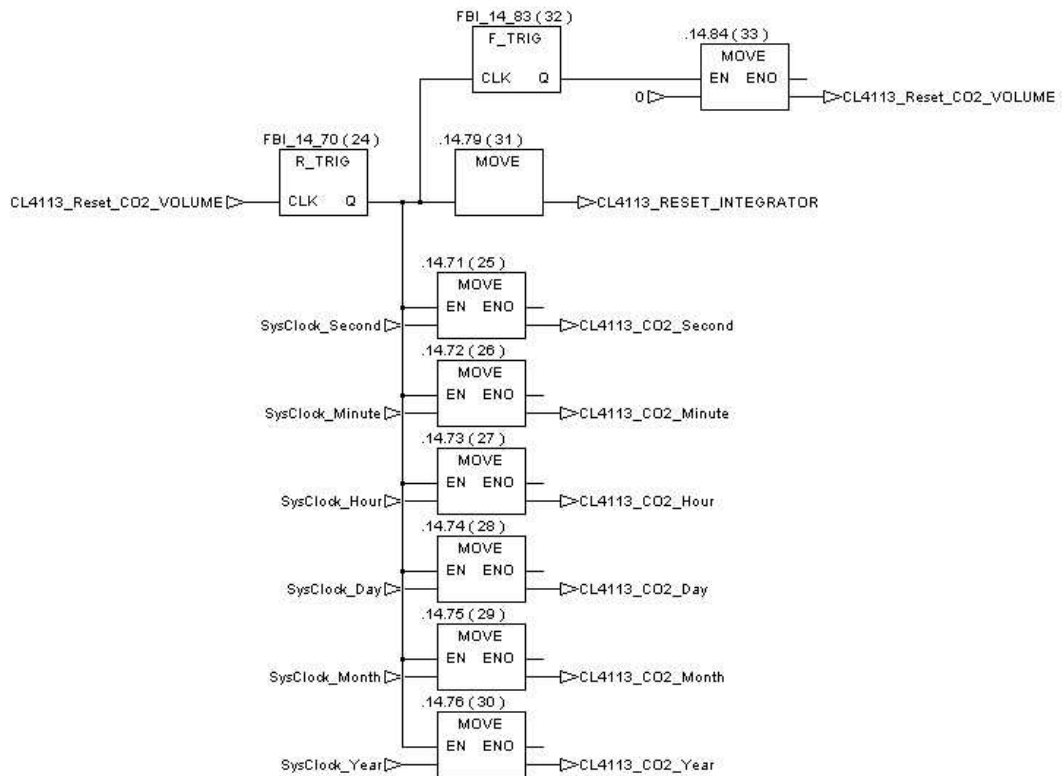 FBI_14_83(32)
F_TRIG
.14.84(33)
MOVE
CLK Q
EN ENO
0
CL4113_Reset_CO2_VOLUME
FBI_14_70(24)
R_TRIG
.14.79(31)
MOVE
CL4113_Reset_CO2_VOLUME
CLK Q
CL4113_RESET_INTEGRATOR
.14.71(25)
MOVE
EN ENO
SysClock_Second
CL4113_CO2_Second
.14.72(26)
MOVE
EN ENO
SysClock_Minute
CL4113_CO2_Minute
.14.73(27)
MOVE
EN ENO
SysClock_Hour
CL4113_CO2_Hour
.14.74(28)
MOVE
EN ENO
SysClock_Day
CL4113_CO2_Day
.14.75(29)
MOVE
EN ENO
SysClock_Month
CL4113_CO2_Month
.14.76(30)
MOVE
EN ENO
SysClock_Year
CL4113_CO2_Year